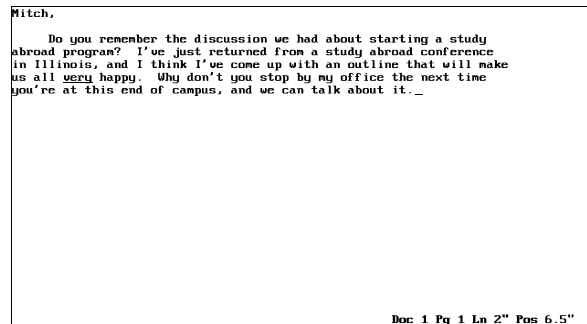 Mitch,
Do you remember the discussion we had about starting a study
abroad program?  I've just returned from a study abroad conference
in Illinois, and I think I've come up with an outline that will make
us all very happy.  Why don't you stop by my office the next time
you're at this end of campus, and we can talk about it._
Doc 1 Pg 1 Ln 2" Pos 6.5"